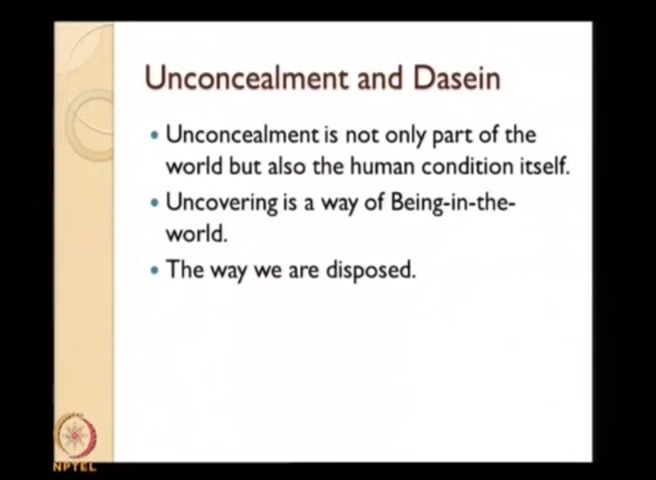 Unconcealment and Dasein
• Unconcealment is not only part of the
world but also the human condition itself.
• Uncovering is a way of Being-in-the-
world.
• The way we are disposed.
NPTEL